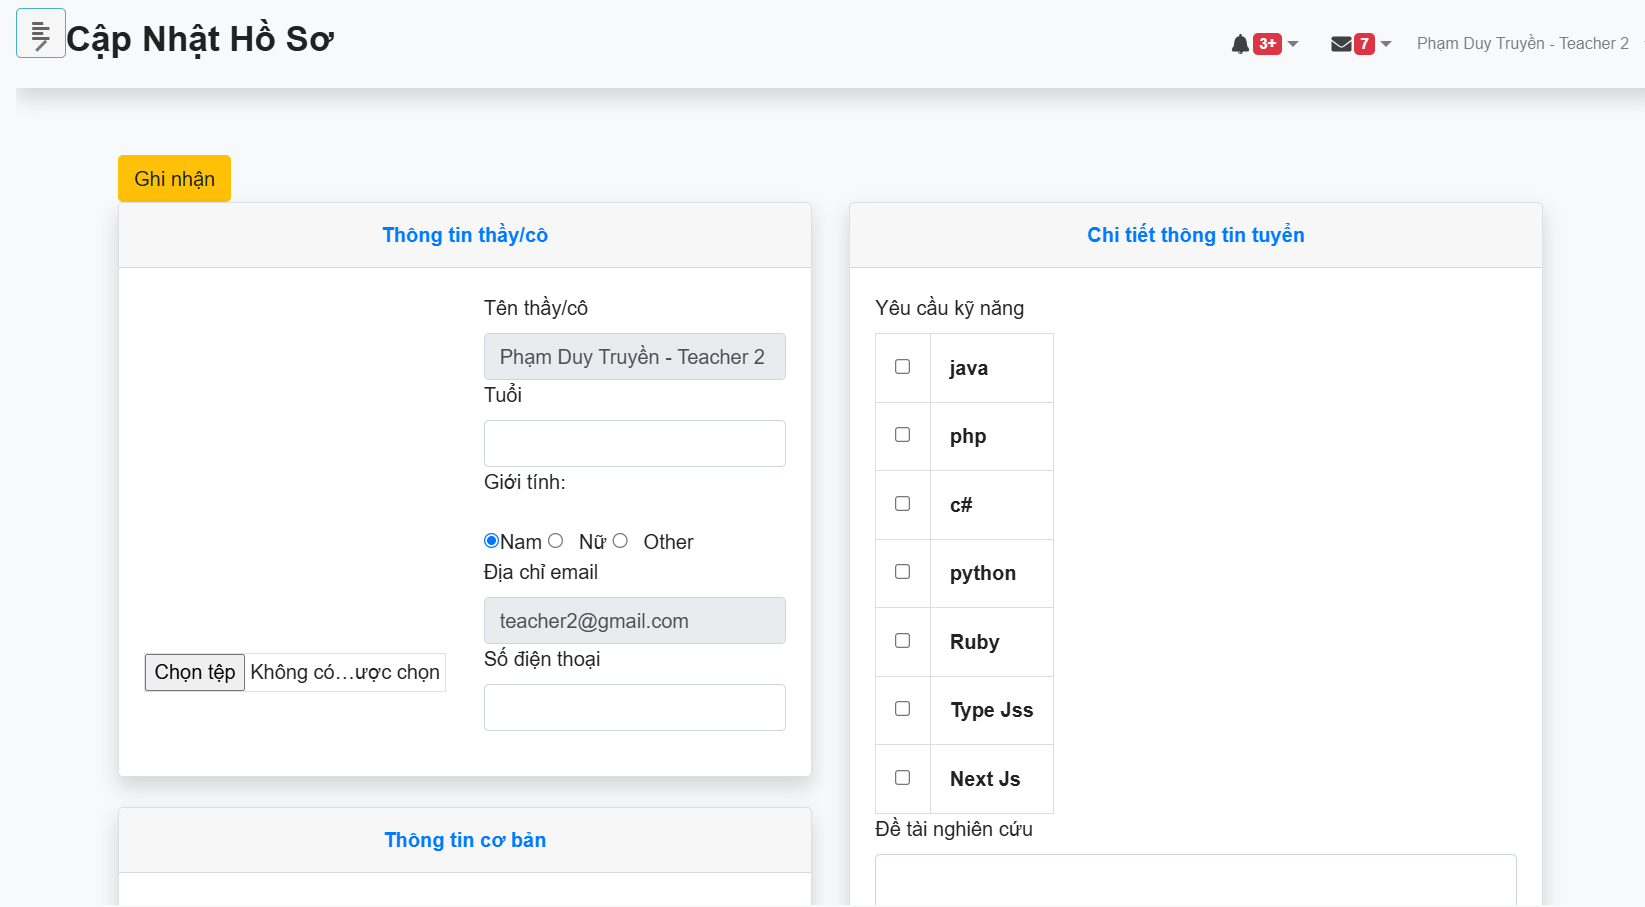 Cập Nhật Hồ Sơ
3+
7
Phạm Duy Truyền - Teacher 2
Ghi nhận
Thông tin thầy/cô
Tên thầy/cô
Phạm Duy Truyền - Teacher 2
Tuổi
Giới tính:
Nam Nữ Other
Địa chỉ email
teacher2@gmail.com
Số điện thoại
Chọn tệp Không có...ược chọn
Thông tin cơ bản
Chi tiết thông tin tuyển
Yêu cầu kỹ năng
java
php
c#
python
Ruby
Type Jss
Next Js
Đề tài nghiên cứu